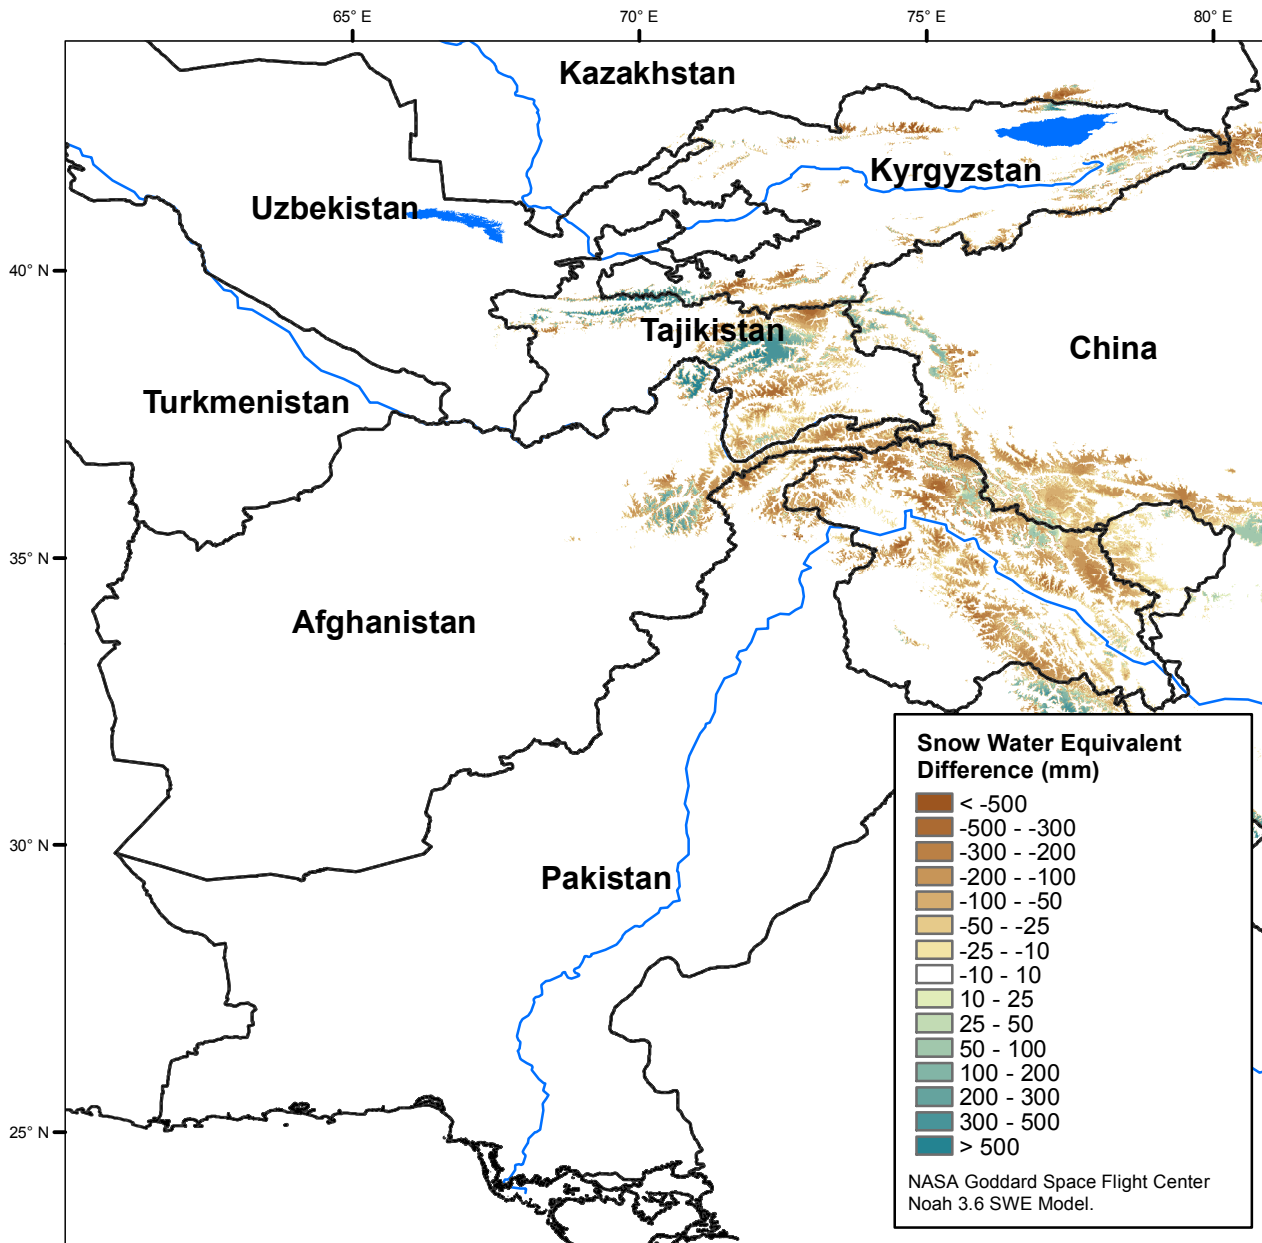 65° E
70° E
75° E
80° E
Kazakhstan
Kyrgyzstan
Uzbekistan
40° N
Tajikistan
China
Turkmenistan
35° N
Afghanistan
30° N
Pakistan
25° N
Snow Water Equivalent
Difference (mm)
< -500
-500 - -300
-300 - -200
-200 - -100
-100 - -50
-50 - -25
-25 - -10
-10 - 10
10 - 25
25 - 50
50 - 100
100 - 200
200 - 300
300 - 500
> 500
NASA Goddard Space Flight Center
Noah 3.6 SWE Model.